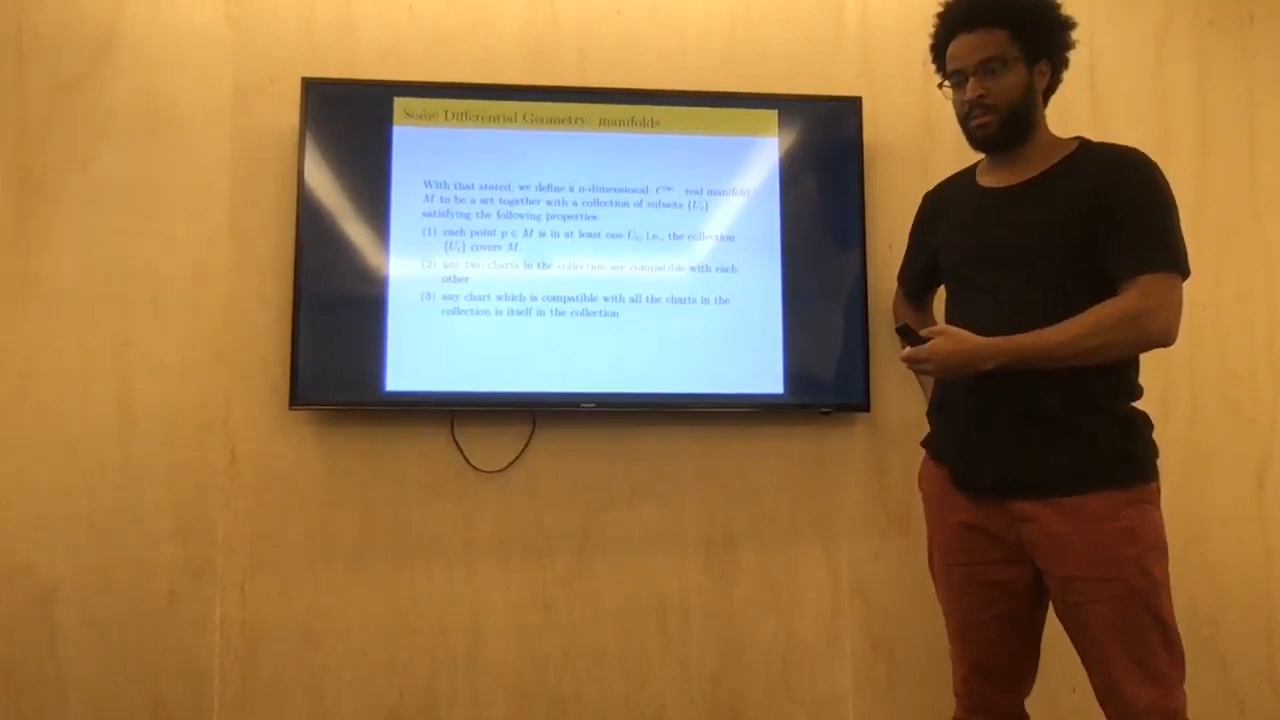 Some Differential Geometry: manifolds
With that stated, we define a n-dimensional C^∞ real manifold
M to be a set together with a collection of subsets {U_i}
satisfying the following properties:
(1) each point p ∈ M is in at least one U_i, i.e., the collection
{U_i} covers M.
(2) any two charts in the collection are compatible with each
other
(3) any chart which is compatible with all the charts in the
collection is itself in the collection